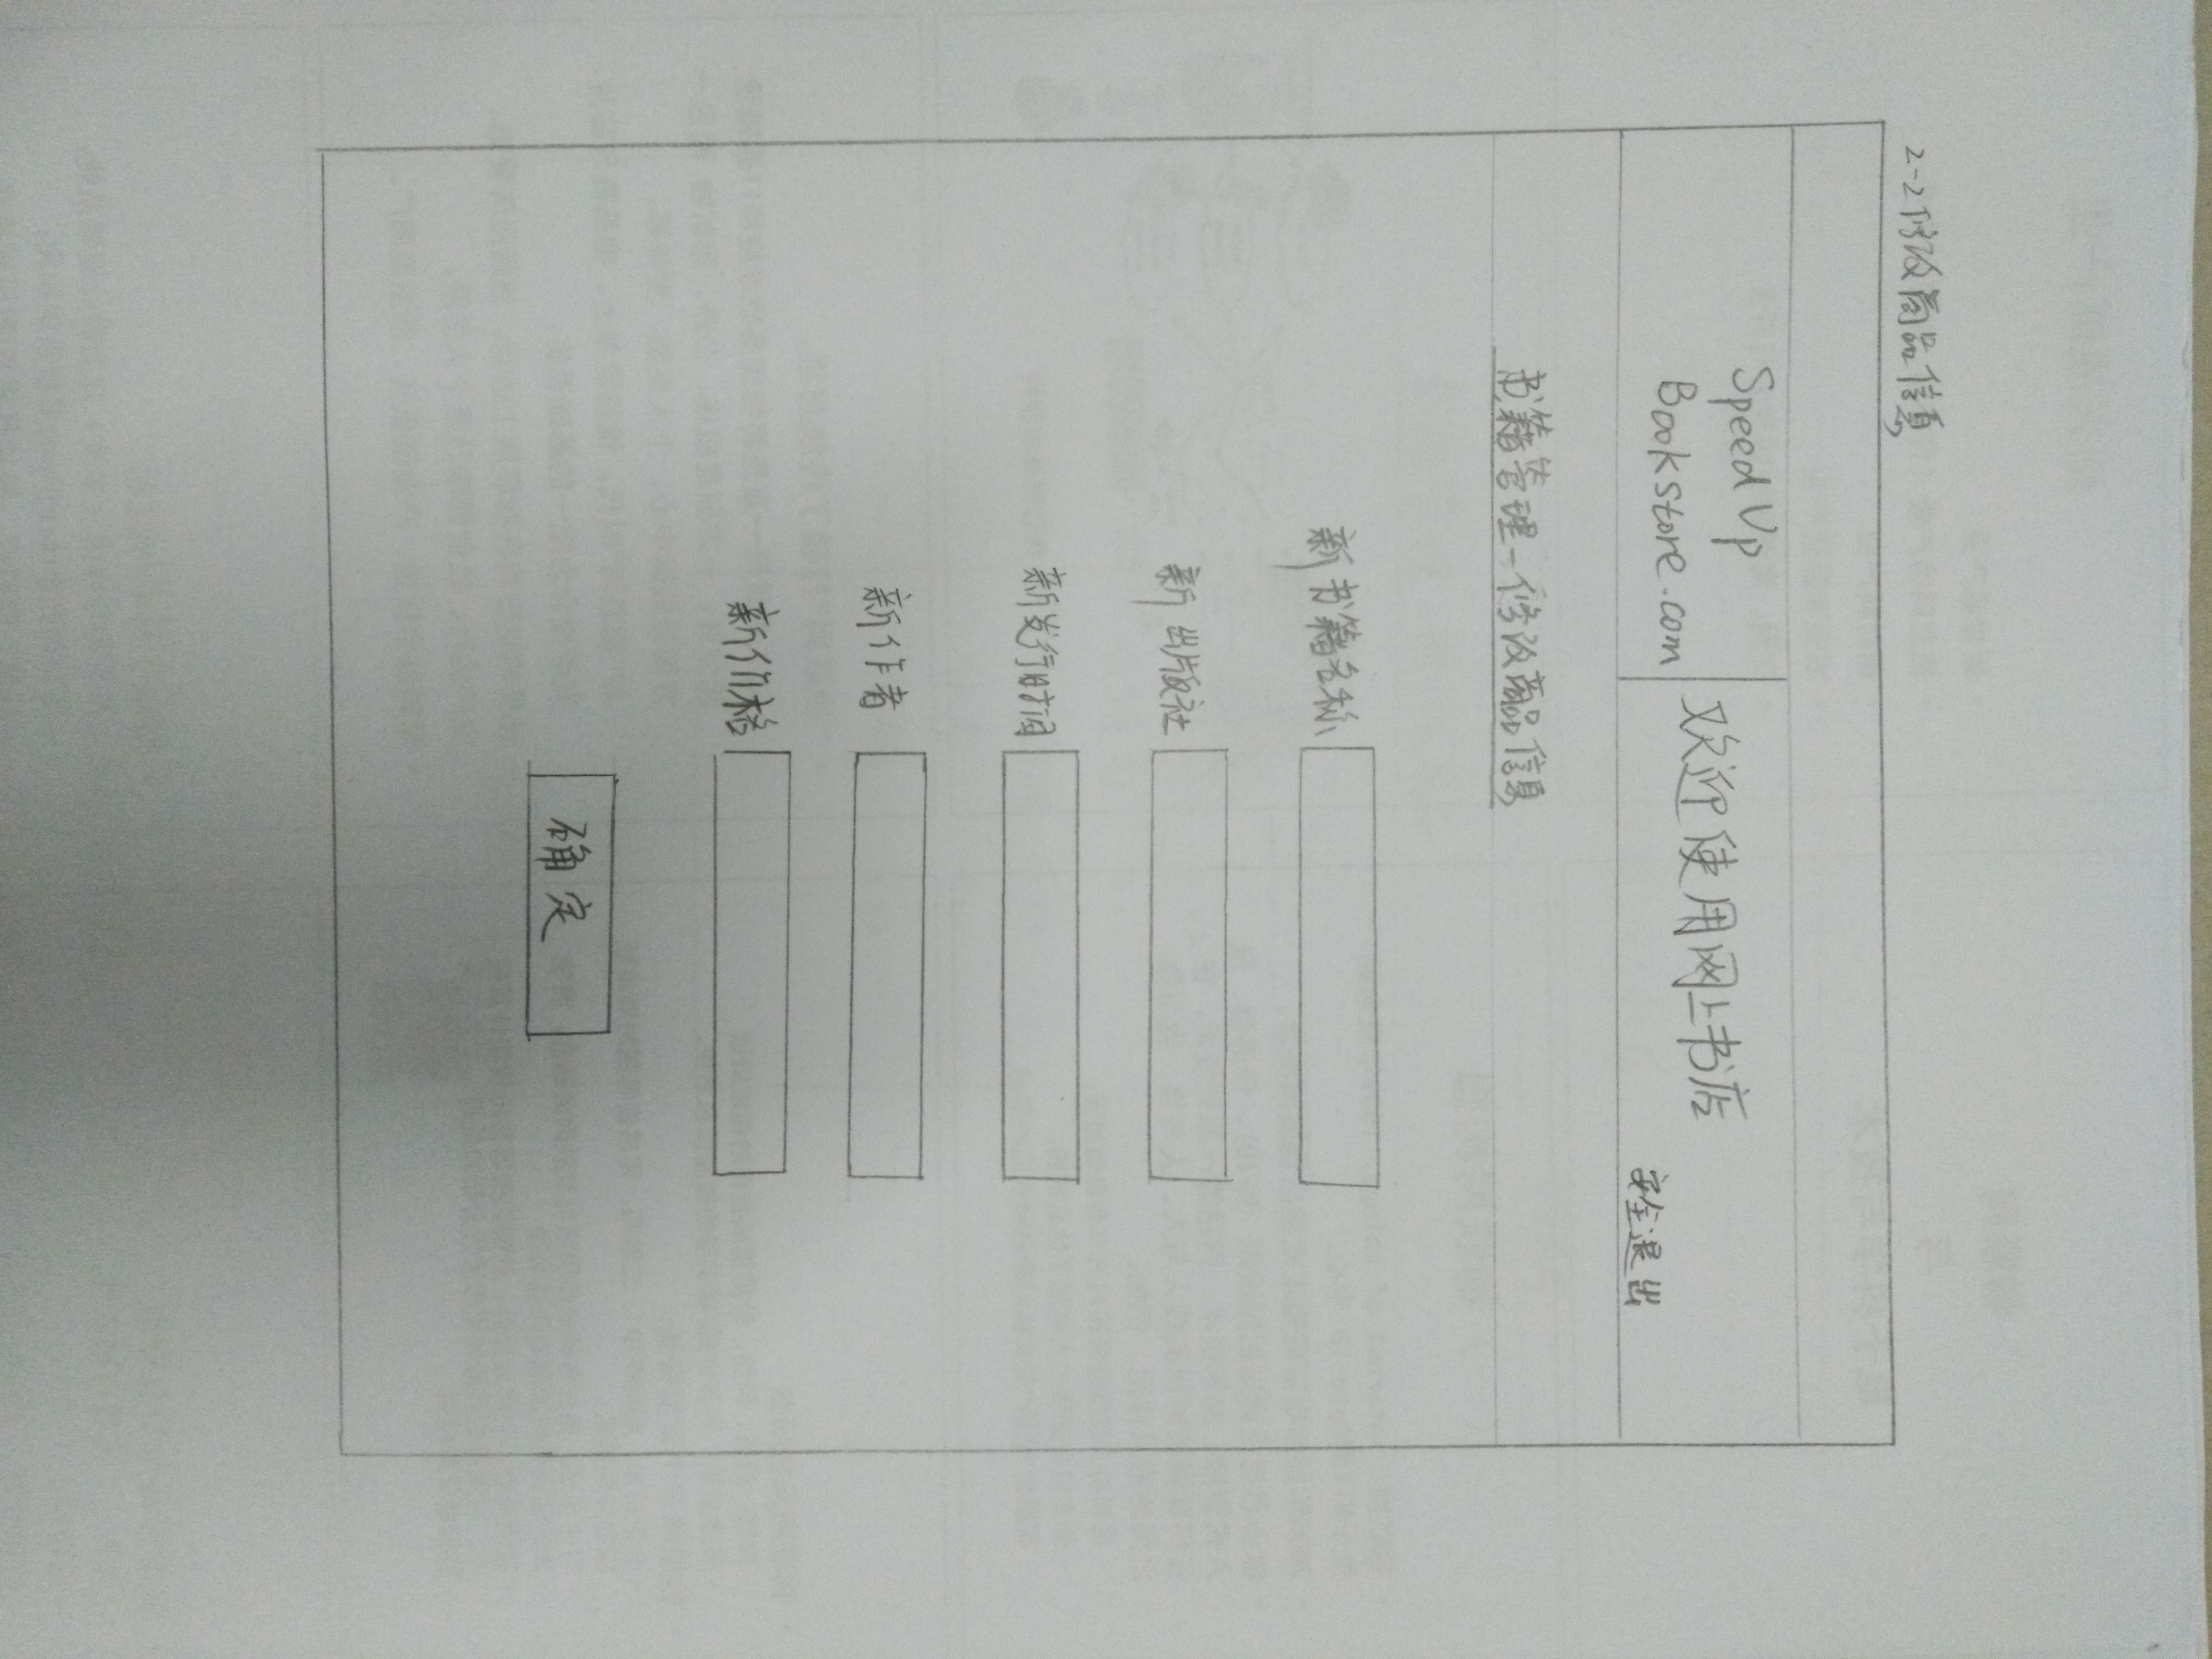 2-2修改商品信息
Speed Up
Bookstore.com
欢迎使用网上书店
安全退出
书籍管理-修改商品信息
新书籍名称
新出版社
新发行时间
新作者
新价格
确定